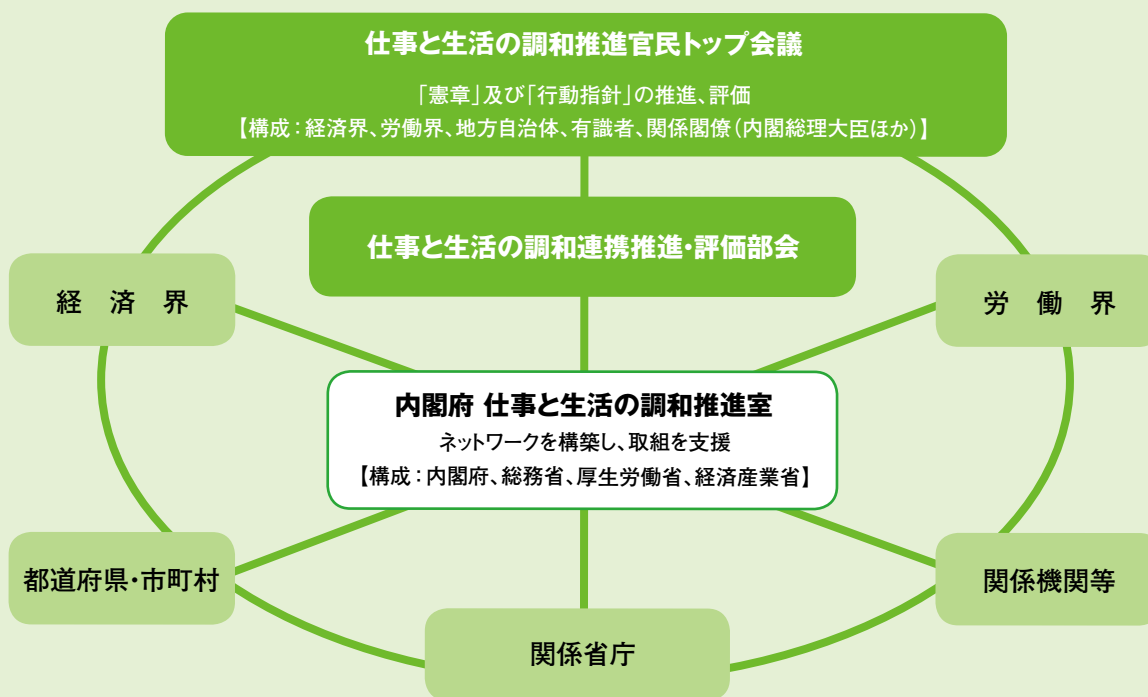 仕事と生活の調和推進官民トップ会議
「憲章」及び「行動指針」の推進、評価
【構成：経済界、労働界、地方自治体、有識者、関係閣僚（内閣総理大臣ほか）】
仕事と生活の調和連携推進・評価部会
経　済　界
労　働　界
内閣府 仕事と生活の調和推進室
ネットワークを構築し、取組を支援
【構成：内閣府、総務省、厚生労働省、経済産業省】
都道府県・市町村
関係機関等
関係省庁